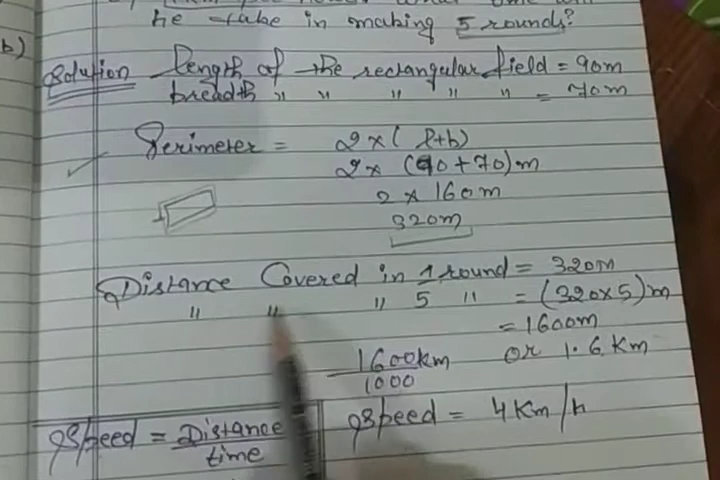 he take in making 5 rounds?
b)
Solution Length of the rectangular field = 90m
breadth " " " " " = 70m
Perimeter = 2 x ( l+b)
2 x (90+70)m
2 x 160m
320m
Distance Covered in 1 round = 320m
" " " 5 " = (320x5)m
= 1600m
1600km or 1.6 Km
1000
Speed = Distance Speed = 4 Km/h
time